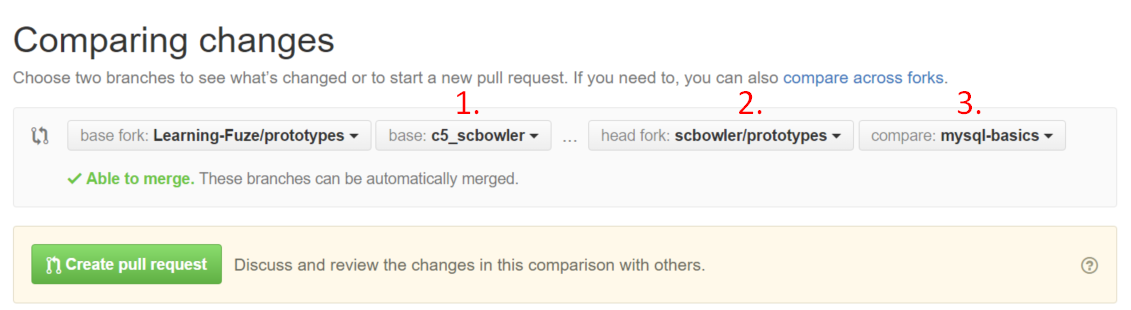 Comparing changes
Choose two branches to see what's changed or to start a new pull request. If you need to, you can also compare across forks.
1. 2. 3.
base fork: Learning-Fuze/prototypes base: c5_scbowler ... head fork: scbowler/prototypes compare: mysql-basics
Able to merge. These branches can be automatically merged.
Create pull request Discuss and review the changes in this comparison with others. ?